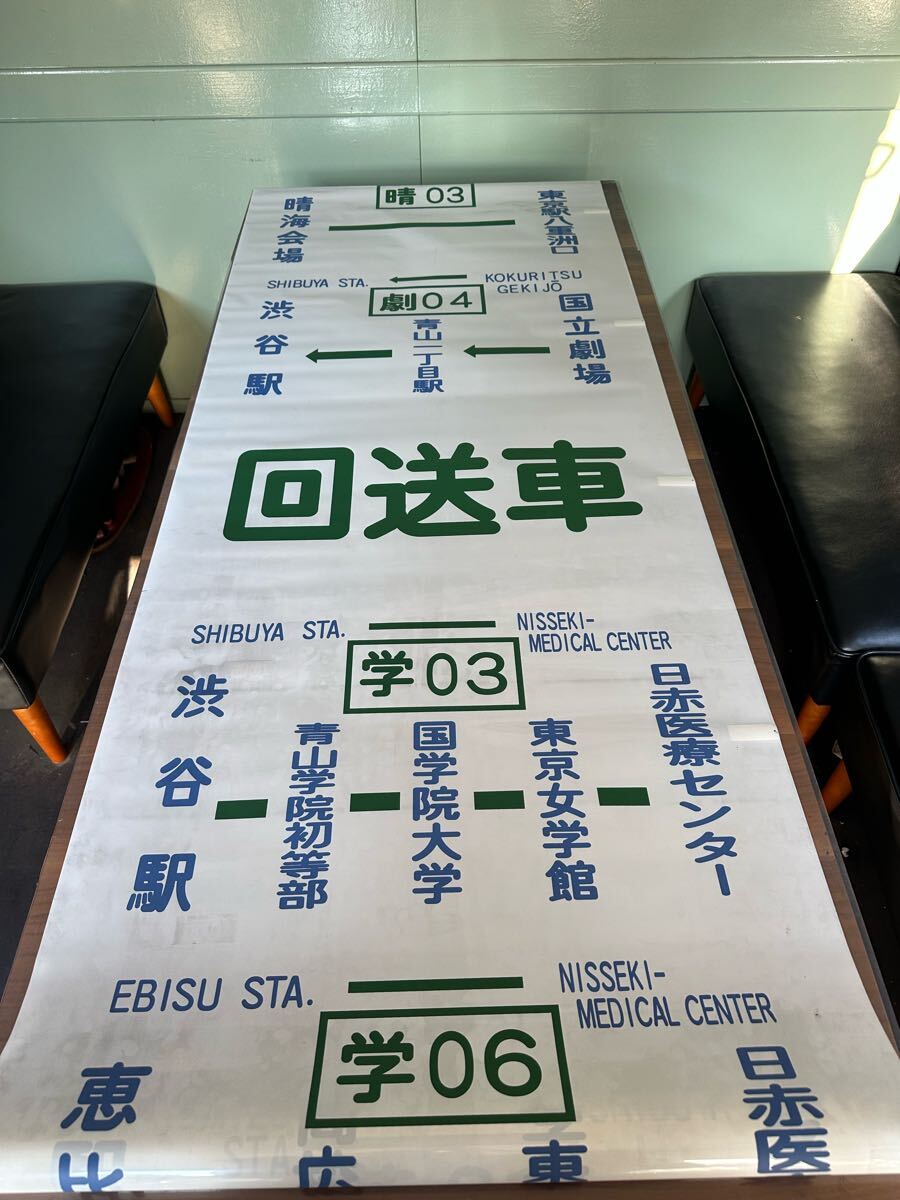 晴03
晴海会場
東京駅八重洲口
SHIBUYA STA.
KOKURITSU
GEKIJŌ
劇04
渋谷駅
青山一丁目駅
国立劇場
回送車
SHIBUYA STA.
NISSEKI-
MEDICAL CENTER
学03
渋谷駅
青山学院初等部
国学院大学
東京女学館
日赤医療センター
EBISU STA.
NISSEKI-
MEDICAL CENTER
学06
恵比
広
東
日赤医